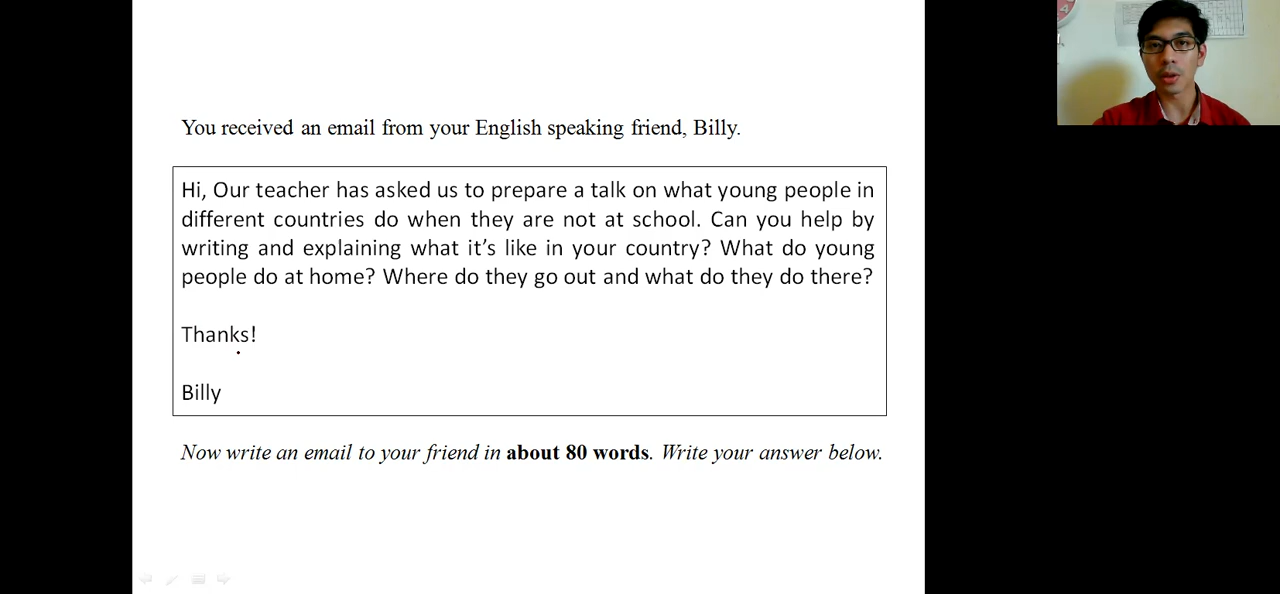 You received an email from your English speaking friend, Billy.
Hi, Our teacher has asked us to prepare a talk on what young people in
different countries do when they are not at school. Can you help by
writing and explaining what it's like in your country? What do young
people do at home? Where do they go out and what do they do there?
Thanks!
Billy
Now write an email to your friend in about 80 words. Write your answer below.